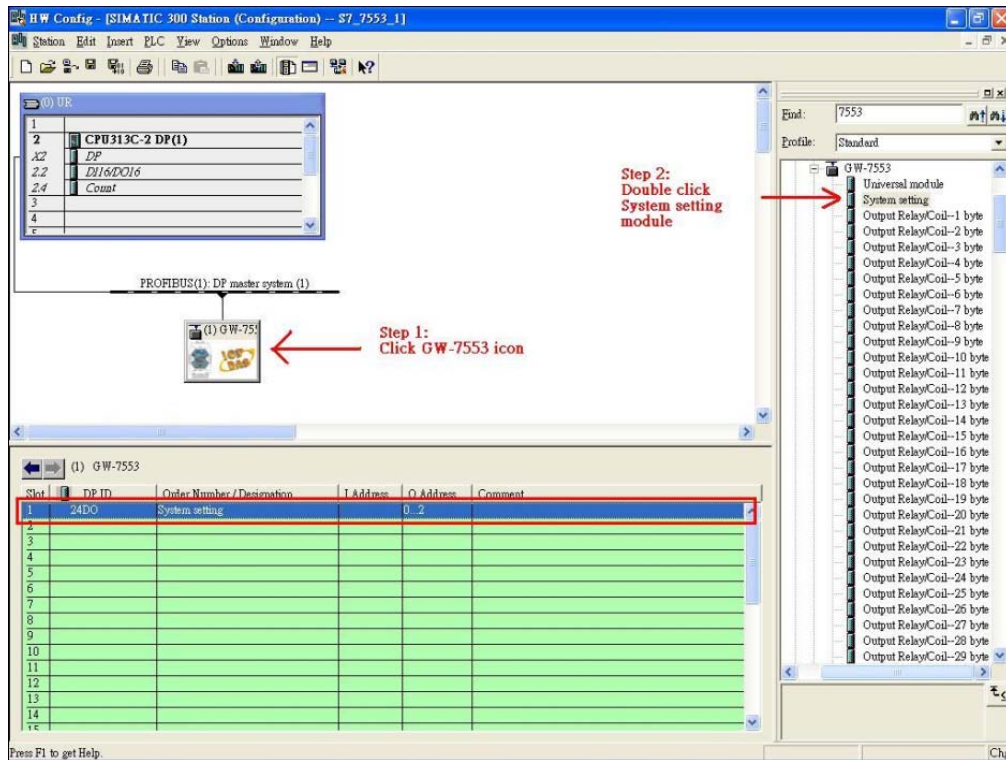 HW Config - [SIMATIC 300 Station (Configuration) -- S7_7553_1]
Station Edit Insert PLC View Options Window Help
(0) UR
1
2 CPU313C-2 DP(1)
X2 DP
2.2 DI16/DO16
2.4 Count
3
4
5
PROFIBUS(1): DP master system (1)
(1) GW-755
ICP
DAS
Step 1:
Click GW-7553 icon
Step 2:
Double click
System setting
module
Find: 7553
Profile: Standard
GW-7553
Universal module
System setting
Output Relay/Coil--1 byte
Output Relay/Coil--2 byte
Output Relay/Coil--3 byte
Output Relay/Coil--4 byte
Output Relay/Coil--5 byte
Output Relay/Coil--6 byte
Output Relay/Coil--7 byte
Output Relay/Coil--8 byte
Output Relay/Coil--9 byte
Output Relay/Coil--10 byte
Output Relay/Coil--11 byte
Output Relay/Coil--12 byte
Output Relay/Coil--13 byte
Output Relay/Coil--14 byte
Output Relay/Coil--15 byte
Output Relay/Coil--16 byte
Output Relay/Coil--17 byte
Output Relay/Coil--18 byte
Output Relay/Coil--19 byte
Output Relay/Coil--20 byte
Output Relay/Coil--21 byte
Output Relay/Coil--22 byte
Output Relay/Coil--23 byte
Output Relay/Coil--24 byte
Output Relay/Coil--25 byte
Output Relay/Coil--26 byte
Output Relay/Coil--27 byte
Output Relay/Coil--28 byte
Output Relay/Coil--29 byte
(1) GW-7553
Slot DP ID Order Number / Designation I Address Q Address Comment
1 24DO System setting 0...2
2
3
4
5
6
7
8
9
10
11
12
13
14
15
Press F1 to get Help.
Chg